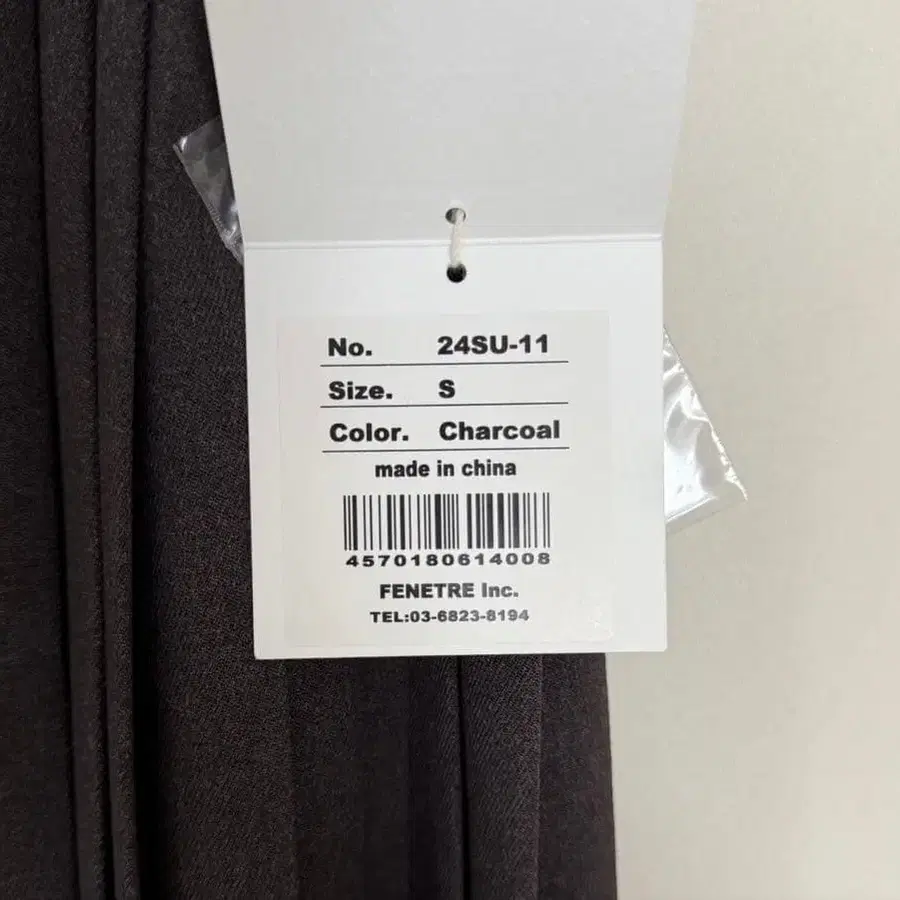 No. 24SU-11
Size. S
Color. Charcoal
made in china
4570180614008
FENETRE Inc.
TEL:03-6823-8194